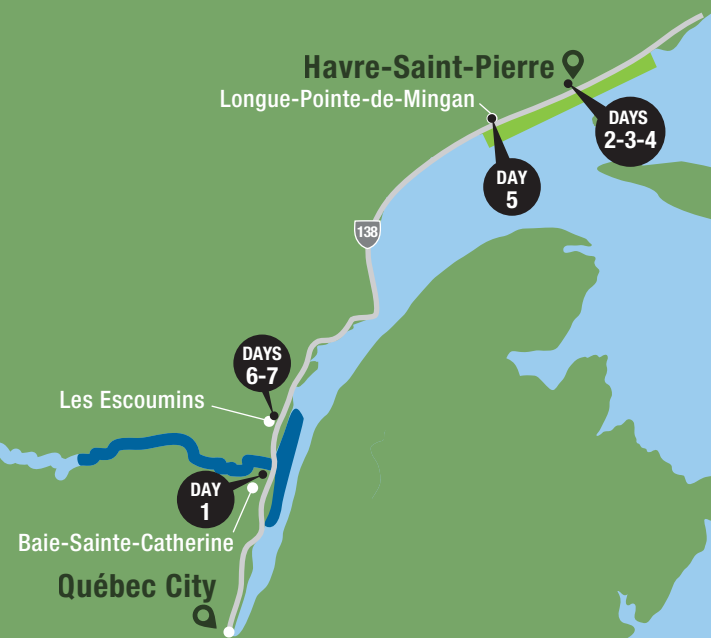 Havre-Saint-Pierre
Longue-Pointe-de-Mingan
DAYS
2-3-4
DAY
5
138
DAYS
6-7
Les Escoumins
DAY
1
Baie-Sainte-Catherine
Québec City